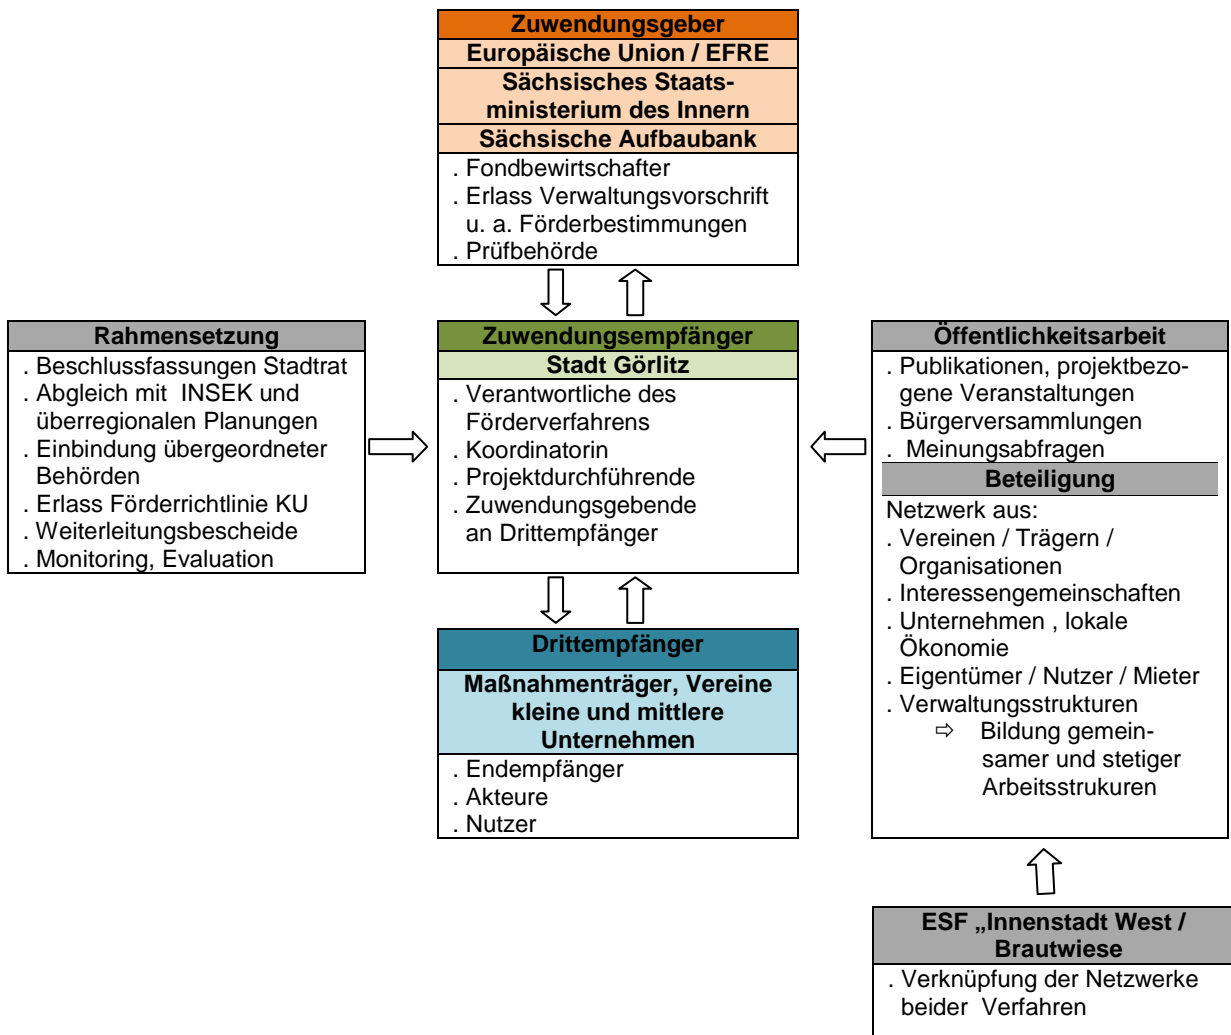 Zuwendungsgeber
Europäische Union / EFRE
Sächsisches Staats-
ministerium des Innern
Sächsische Aufbaubank
. Fondbewirtschafter
. Erlass Verwaltungsvorschrift
u. a. Förderbestimmungen
. Prüfbehörde
Rahmensetzung
. Beschlussfassungen Stadtrat
. Abgleich mit INSEK und
überregionalen Planungen
. Einbindung übergeordneter
Behörden
. Erlass Förderrichtlinie KU
. Weiterleitungsbescheide
. Monitoring, Evaluation
Zuwendungsempfänger
Stadt Görlitz
. Verantwortliche des
Förderverfahrens
. Koordinatorin
. Projektdurchführende
. Zuwendungsgebende
an Drittempfänger
Öffentlichkeitsarbeit
. Publikationen, projektbezo-
gene Veranstaltungen
. Bürgerversammlungen
. Meinungsabfragen
Beteiligung
Netzwerk aus:
. Vereinen / Trägern /
Organisationen
. Interessengemeinschaften
. Unternehmen , lokale
Ökonomie
. Eigentümer / Nutzer / Mieter
. Verwaltungsstrukturen
⇨ Bildung gemein-
samer und stetiger
Arbeitsstrukuren
Drittempfänger
Maßnahmenträger, Vereine
kleine und mittlere
Unternehmen
. Endempfänger
. Akteure
. Nutzer
ESF „Innenstadt West /
Brautwiese
. Verknüpfung der Netzwerke
beider Verfahren